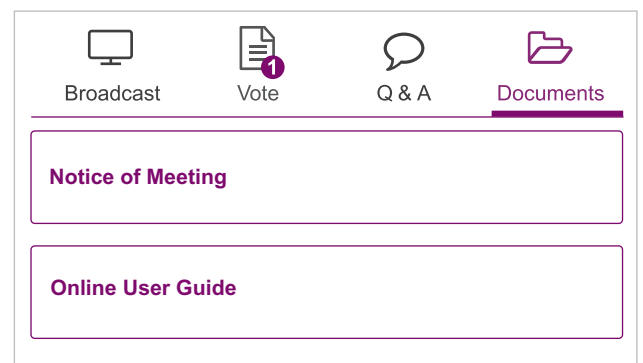 1
Broadcast Vote Q & A Documents
Notice of Meeting
Online User Guide